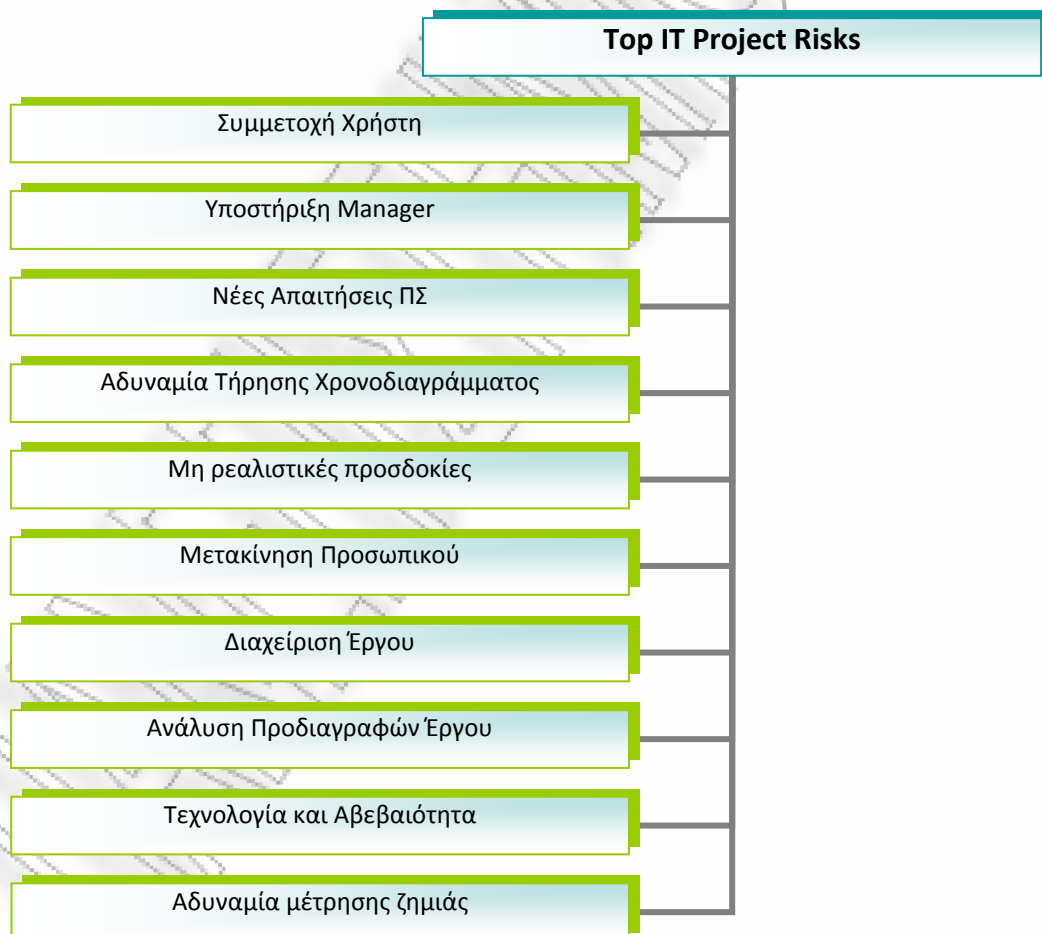 Top IT Project Risks
Συμμετοχή Χρήστη
Υποστήριξη Manager
Νέες Απαιτήσεις ΠΣ
Αδυναμία Τήρησης Χρονοδιαγράμματος
Μη ρεαλιστικές προσδοκίες
Μετακίνηση Προσωπικού
Διαχείριση Έργου
Ανάλυση Προδιαγραφών Έργου
Τεχνολογία και Αβεβαιότητα
Αδυναμία μέτρησης ζημιάς